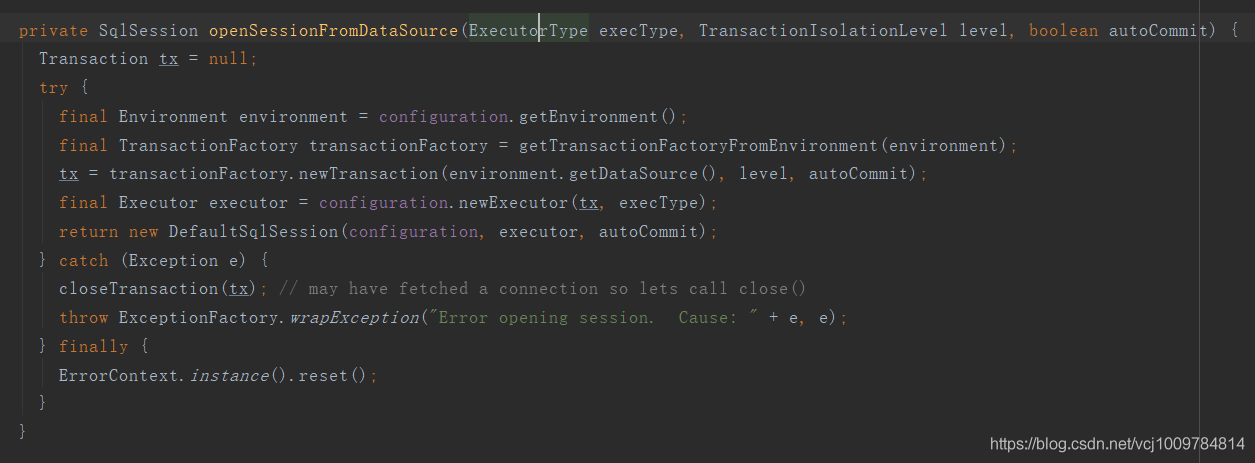 private SqlSession openSessionFromDataSource(ExecutorType execType, TransactionIsolationLevel level, boolean autoCommit) {
  Transaction tx = null;
  try {
    final Environment environment = configuration.getEnvironment();
    final TransactionFactory transactionFactory = getTransactionFactoryFromEnvironment(environment);
    tx = transactionFactory.newTransaction(environment.getDataSource(), level, autoCommit);
    final Executor executor = configuration.newExecutor(tx, execType);
    return new DefaultSqlSession(configuration, executor, autoCommit);
  } catch (Exception e) {
    closeTransaction(tx); // may have fetched a connection so lets call close()
    throw ExceptionFactory.wrapException("Error opening session.  Cause: " + e, e);
  } finally {
    ErrorContext.instance().reset();
  }
}
https://blog.csdn.net/vcj1009784814